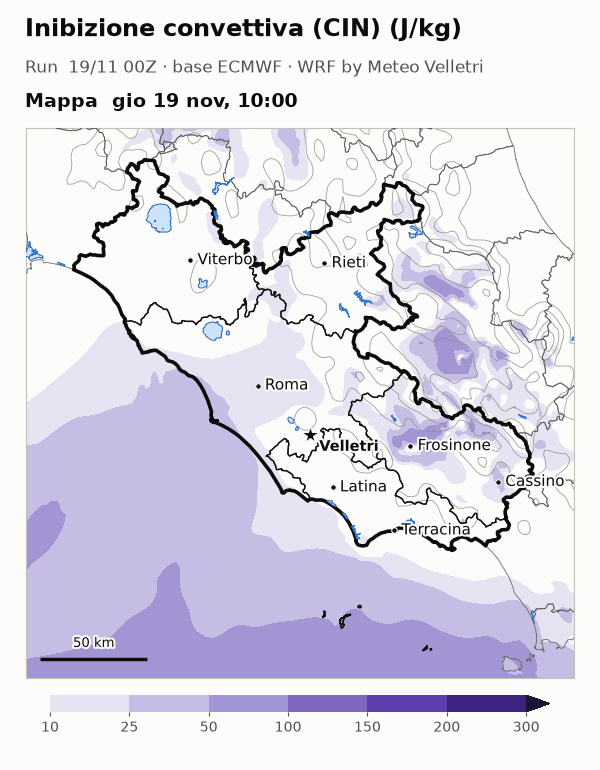 Inibizione convettiva (CIN) (J/kg)
Run  19/11 00Z · base ECMWF · WRF by Meteo Velletri
Mappa  gio 19 nov, 10:00
Viterbo
Rieti
Roma
Velletri
Frosinone
Cassino
Latina
Terracina
50 km
10 25 50 100 150 200 300